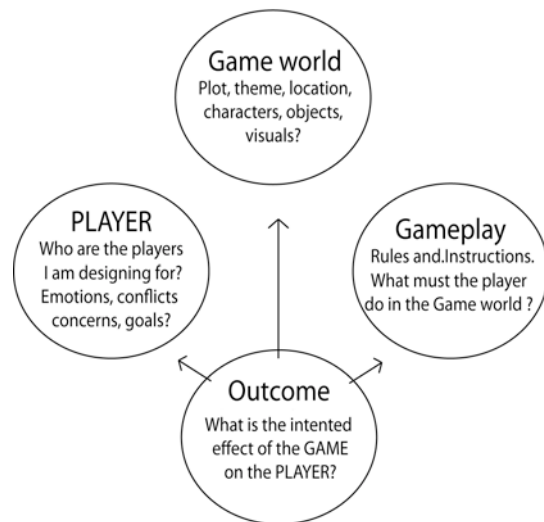 Game world
Plot, theme, location,
characters, objects,
visuals?
PLAYER
Who are the players
I am designing for?
Emotions, conflicts
concerns, goals?
Gameplay
Rules and.Instructions.
What must the player
do in the Game world ?
Outcome
What is the intented
effect of the GAME
on the PLAYER?